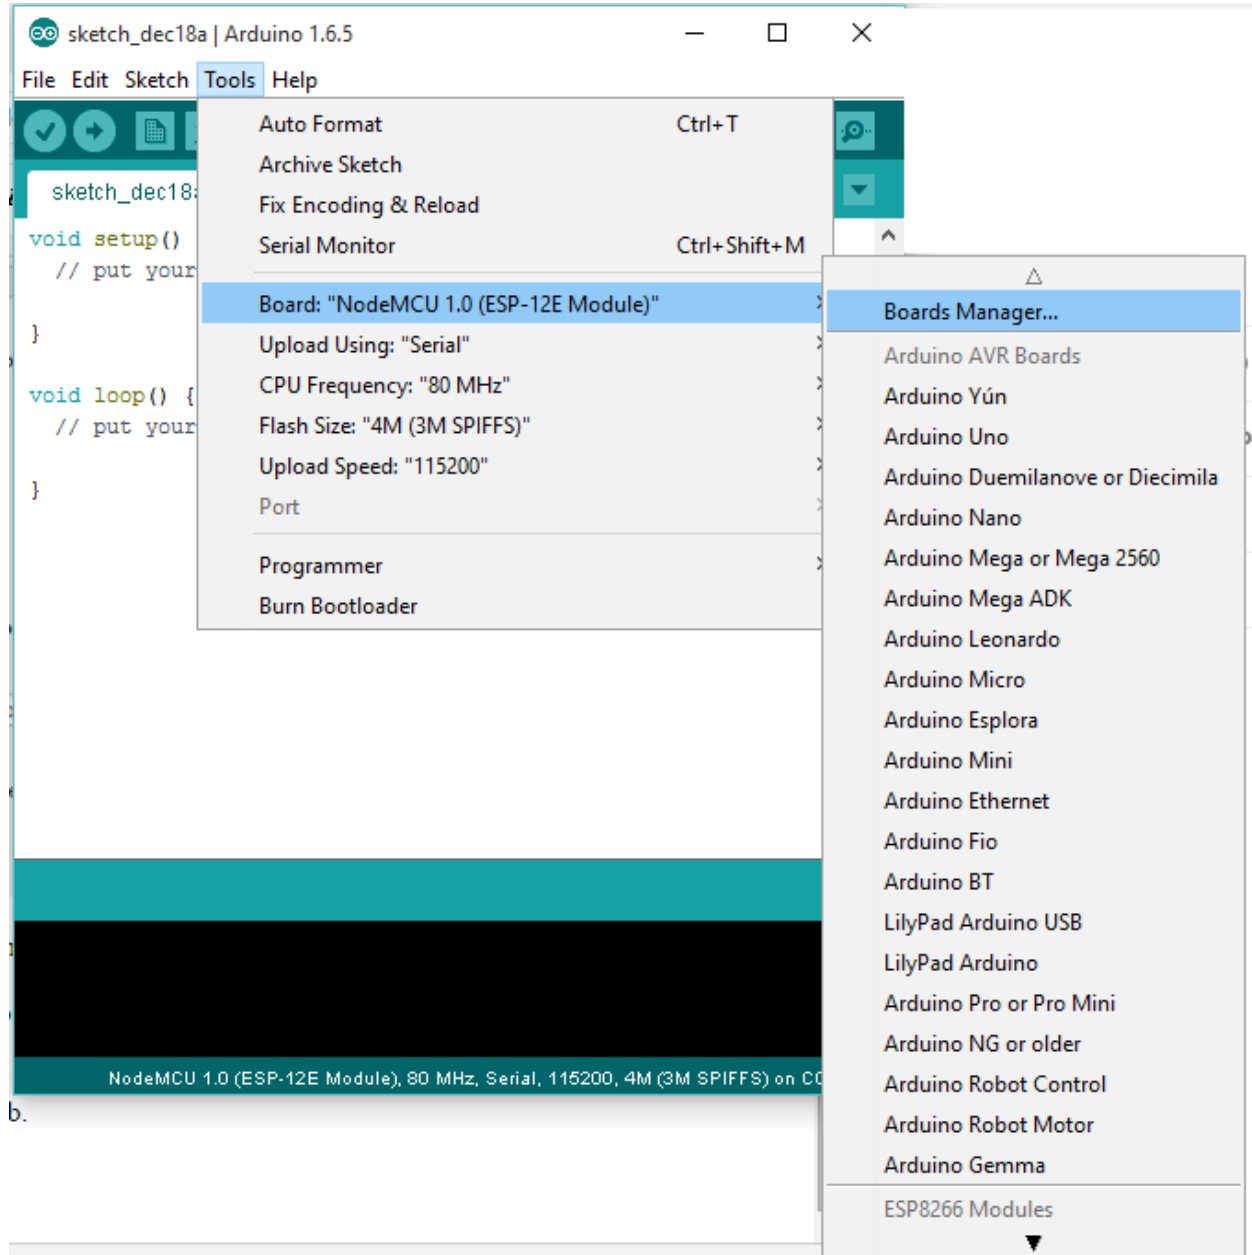 sketch_dec18a | Arduino 1.6.5
File Edit Sketch Tools Help
Auto Format Ctrl+T
Archive Sketch
Fix Encoding & Reload
Serial Monitor Ctrl+Shift+M
Board: "NodeMCU 1.0 (ESP-12E Module)"
Upload Using: "Serial"
CPU Frequency: "80 MHz"
Flash Size: "4M (3M SPIFFS)"
Upload Speed: "115200"
Port
Programmer
Burn Bootloader
sketch_dec18a
void setup()
// put your
}
void loop() {
// put your
}
Boards Manager...
Arduino AVR Boards
Arduino Yún
Arduino Uno
Arduino Duemilanove or Diecimila
Arduino Nano
Arduino Mega or Mega 2560
Arduino Mega ADK
Arduino Leonardo
Arduino Micro
Arduino Esplora
Arduino Mini
Arduino Ethernet
Arduino Fio
Arduino BT
LilyPad Arduino USB
LilyPad Arduino
Arduino Pro or Pro Mini
Arduino NG or older
Arduino Robot Control
Arduino Robot Motor
Arduino Gemma
ESP8266 Modules
NodeMCU 1.0 (ESP-12E Module), 80 MHz, Serial, 115200, 4M (3M SPIFFS) on
b.